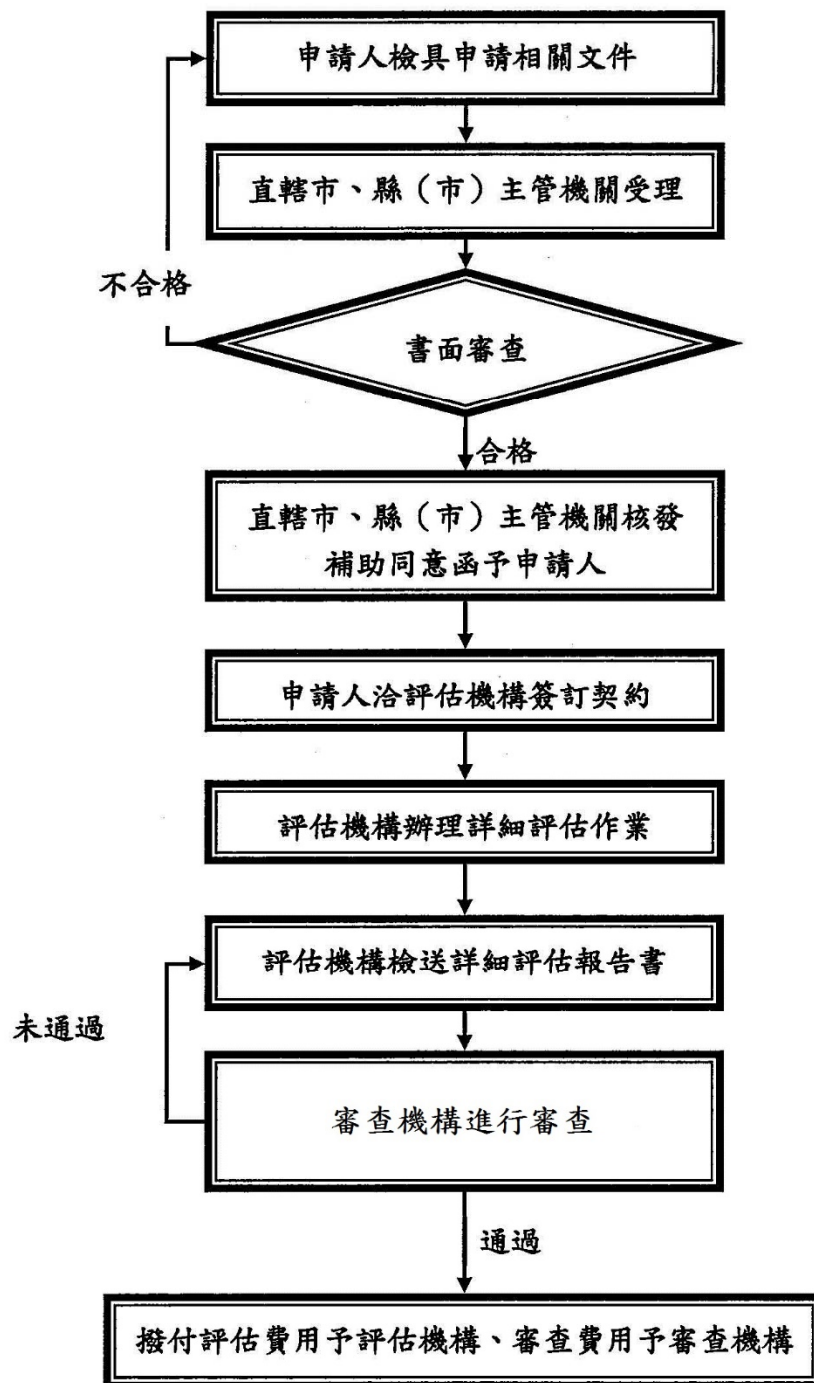 申請人檢具申請相關文件
直轄市、縣（市）主管機關受理
不合格
書面審查
合格
直轄市、縣（市）主管機關核發
補助同意函予申請人
申請人洽評估機構簽訂契約
評估機構辦理詳細評估作業
評估機構檢送詳細評估報告書
未通過
審查機構進行審查
通過
撥付評估費用予評估機構、審查費用予審查機構